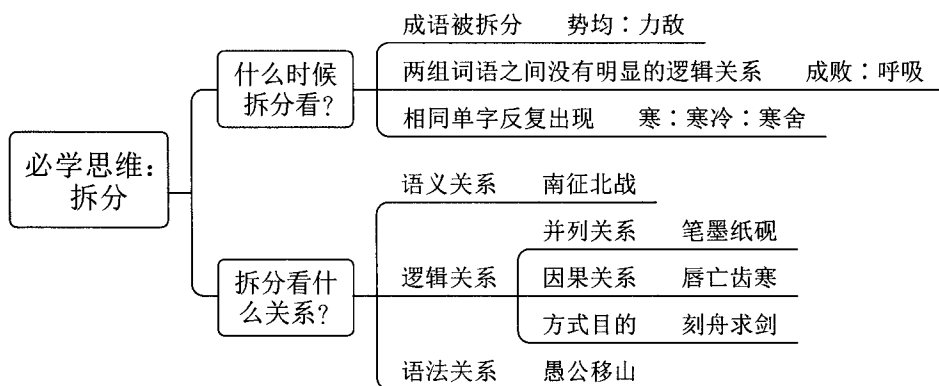 必学思维：
拆分
什么时候
拆分看？
成语被拆分 势均：力敌
两组词语之间没有明显的逻辑关系 成败：呼吸
相同单字反复出现 寒：寒冷：寒舍
拆分看什
么关系？
语义关系 南征北战
逻辑关系
并列关系 笔墨纸砚
因果关系 唇亡齿寒
方式目的 刻舟求剑
语法关系 愚公移山